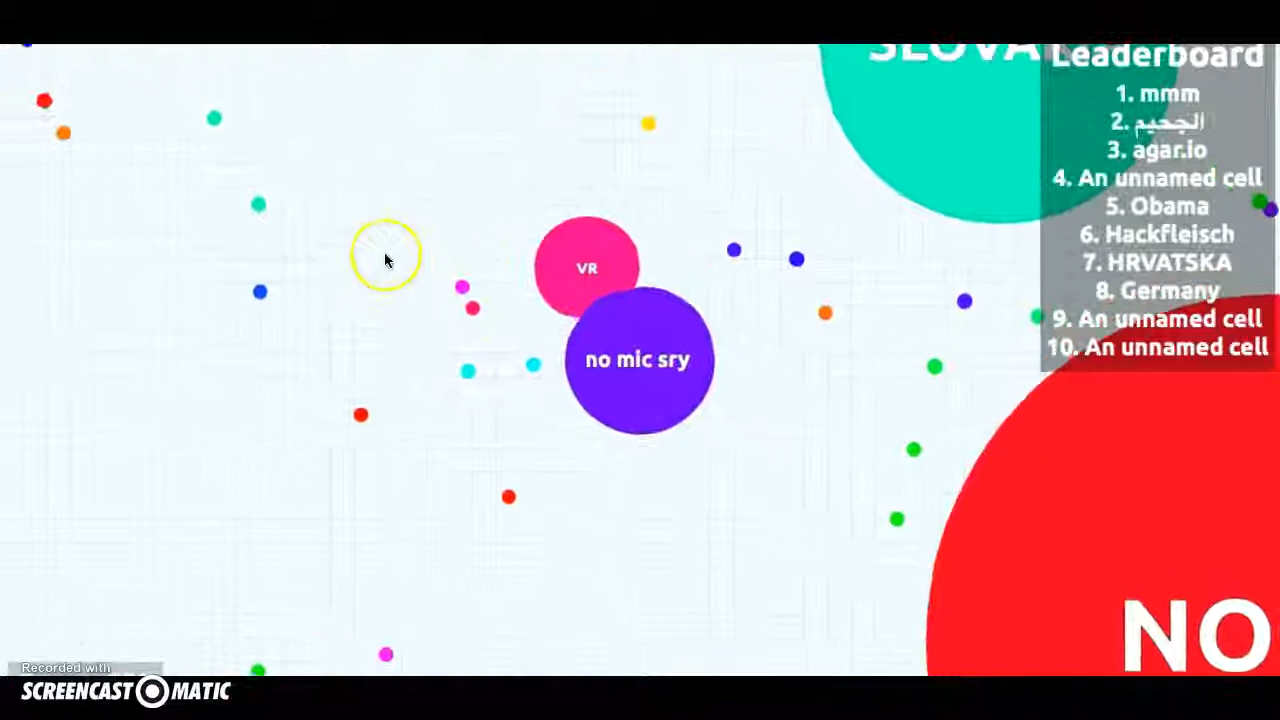 SLOVA
Leaderboard
1. mmm
2. الجحيم
3. agar.io
4. An unnamed cell
5. Obama
6. Hackfleisch
7. HRVATSKA
8. Germany
9. An unnamed cell
10. An unnamed cell
VR
no mic sry
NO
Recorded with
SCREENCAST-O-MATIC